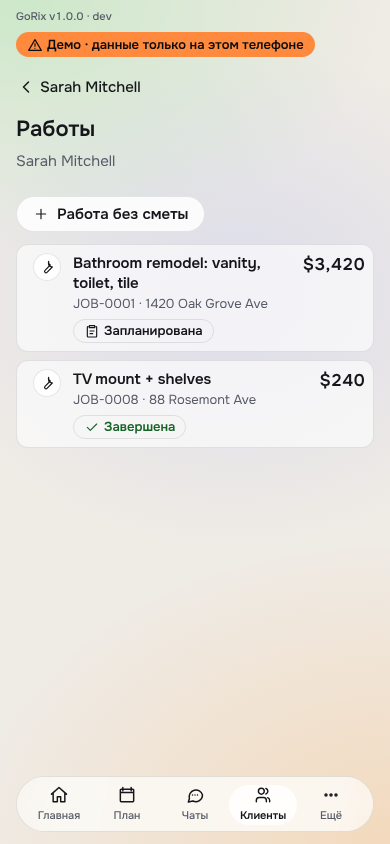 GoRix v1.0.0 · dev
Демо · данные только на этом телефоне
Sarah Mitchell
Работы
Sarah Mitchell
Работа без сметы
Bathroom remodel: vanity, toilet, tile
$3,420
JOB-0001 · 1420 Oak Grove Ave
Запланирована
TV mount + shelves
$240
JOB-0008 · 88 Rosemont Ave
Завершена
Главная
План
Чаты
Клиенты
Ещё